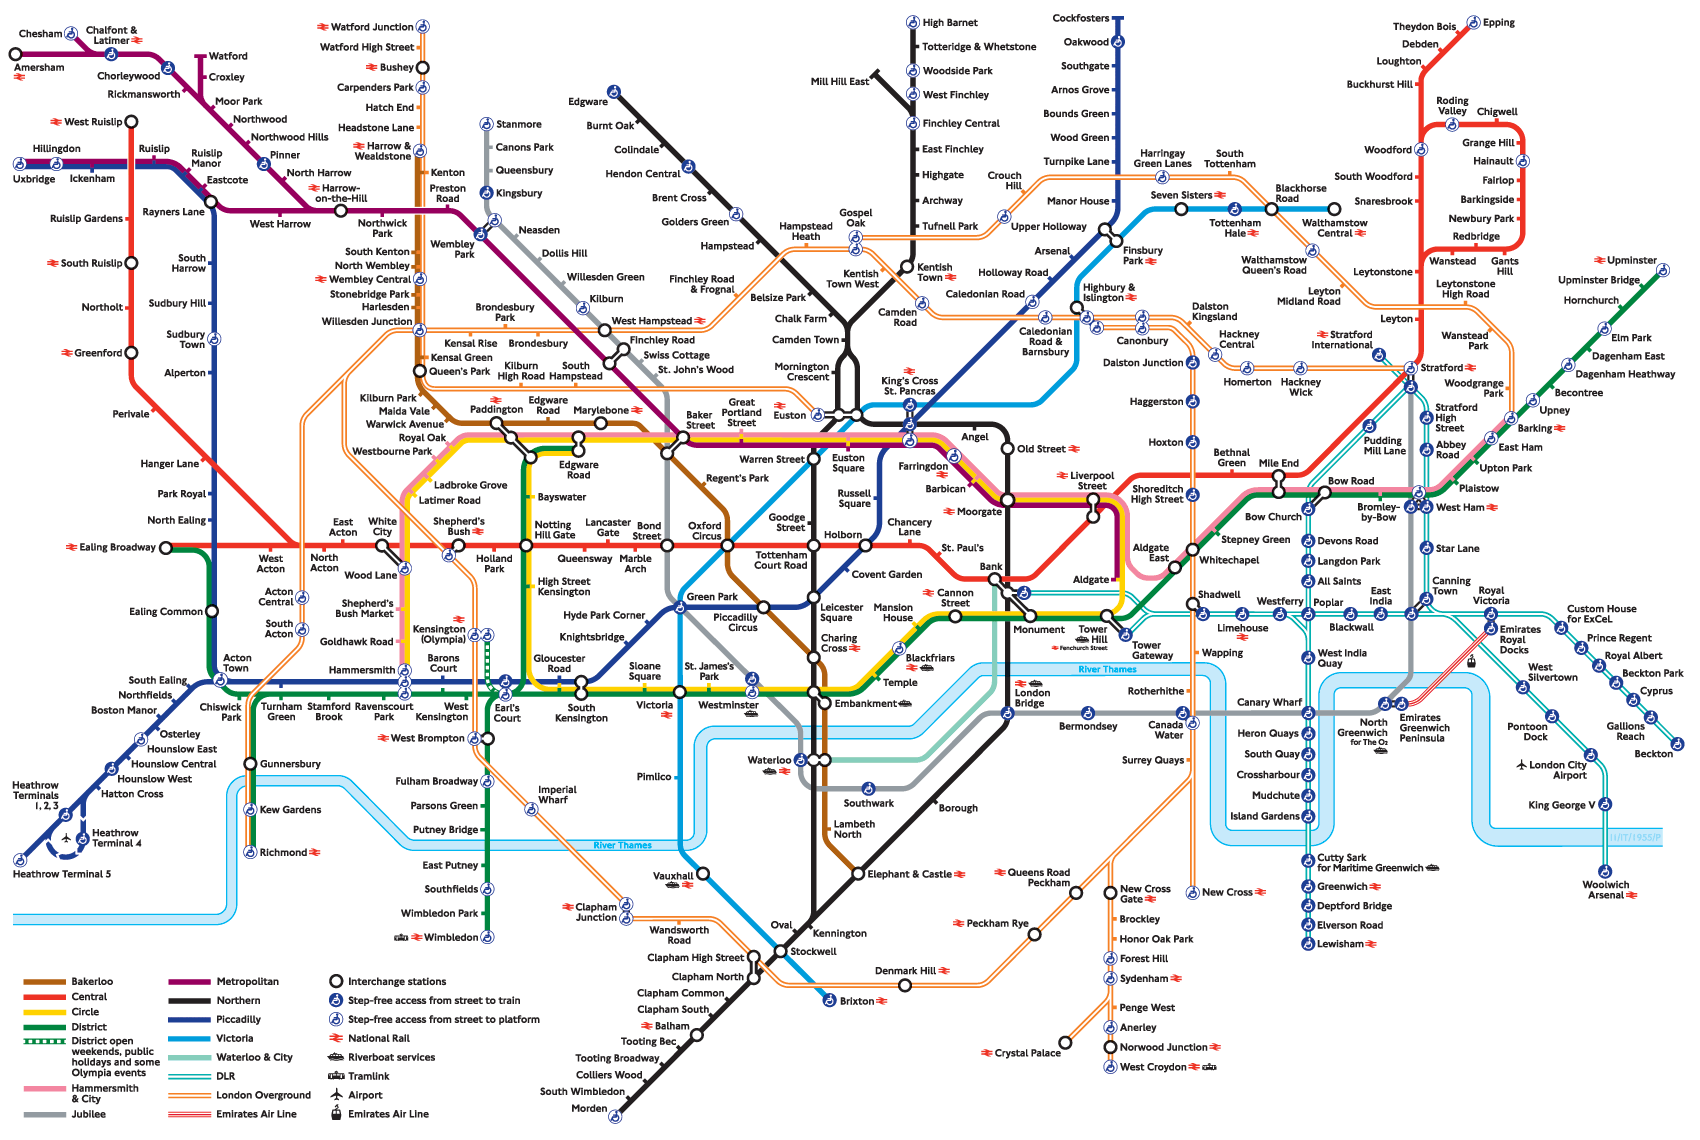 Chesham
Chalfont &
Latimer
Amersham
Chorleywood
Rickmansworth
Watford
Croxley
Moor Park
Northwood
Northwood Hills
Pinner
North Harrow
Harrow-
on-the-Hill
West Ruislip
Hillingdon
Uxbridge
Ickenham
Ruislip
Ruislip
Manor
Eastcote
Rayners Lane
West Harrow
Northwick
Park
Preston
Road
Ruislip Gardens
South Ruislip
Northolt
Greenford
Perivale
Hanger Lane
South
Harrow
Sudbury Hill
Sudbury
Town
Alperton
Park Royal
North Ealing
Ealing Broadway
Ealing Common
West
Acton
North
Acton
East
Acton
White
City
Wood Lane
Shepherd's
Bush
Holland
Park
Notting
Hill Gate
Queensway
Lancaster
Gate
Marble
Arch
Bond
Street
Oxford
Circus
Tottenham
Court Road
Holborn
Chancery
Lane
St. Paul's
Bank
Watford Junction
Watford High Street
Bushey
Carpenders Park
Hatch End
Headstone Lane
Harrow &
Wealdstone
Kenton
South Kenton
North Wembley
Wembley Central
Stonebridge Park
Harlesden
Willesden Junction
Kensal Green
Queen's Park
Kilburn Park
Maida Vale
Warwick Avenue
Royal Oak
Westbourne Park
Ladbroke Grove
Latimer Road
Paddington
Edgware
Road
Marylebone
Edgware
Road
Bayswater
Stanmore
Canons Park
Queensbury
Kingsbury
Wembley
Park
Neasden
Dollis Hill
Willesden Green
Kilburn
West Hampstead
Finchley Road
Swiss Cottage
St. John's Wood
Baker
Street
Brondesbury
Park
Kensal Rise
Brondesbury
Kilburn
High Road
South
Hampstead
Finchley Road
& Frognal
Hampstead
Heath
Gospel
Oak
Edgware
Burnt Oak
Colindale
Hendon Central
Brent Cross
Golders Green
Hampstead
Belsize Park
Chalk Farm
Camden Town
Mornington
Crescent
Euston
Great
Portland
Street
Euston
Square
Warren Street
Regent's Park
Goodge
Street
Russell
Square
High Barnet
Totteridge & Whetstone
Woodside Park
West Finchley
Mill Hill East
Finchley Central
East Finchley
Highgate
Archway
Tufnell Park
Kentish
Town
Kentish
Town West
Camden
Road
King's Cross
St. Pancras
Angel
Old Street
Farringdon
Barbican
Moorgate
Liverpool
Street
Cockfosters
Oakwood
Southgate
Arnos Grove
Bounds Green
Wood Green
Turnpike Lane
Manor House
Finsbury
Park
Arsenal
Holloway Road
Caledonian Road
Crouch
Hill
Upper Holloway
Harringay
Green Lanes
South
Tottenham
Seven Sisters
Tottenham
Hale
Blackhorse
Road
Walthamstow
Central
Walthamstow
Queen's Road
Leyton
Midland Road
Leytonstone
High Road
Wanstead
Park
Woodgrange
Park
Highbury &
Islington
Caledonian
Road &
Barnsbury
Canonbury
Dalston
Kingsland
Hackney
Central
Homerton
Hackney
Wick
Dalston Junction
Haggerston
Hoxton
Shoreditch
High Street
Bethnal
Green
Mile End
Epping
Theydon Bois
Debden
Loughton
Buckhurst Hill
Roding
Valley
Chigwell
Grange Hill
Hainault
Fairlop
Barkingside
Newbury Park
Gants
Hill
Redbridge
Wanstead
Woodford
South Woodford
Snaresbrook
Leytonstone
Leyton
Stratford
International
Stratford
Stratford
High
Street
Abbey
Road
Pudding
Mill Lane
Bow Road
Bow Church
Bromley-
by-Bow
West Ham
Upminster
Upminster Bridge
Hornchurch
Elm Park
Dagenham East
Dagenham Heathway
Becontree
Upney
Barking
East Ham
Upton Park
Plaistow
Star Lane
Canning
Town
Stepney Green
Whitechapel
Aldgate
East
Aldgate
Devons Road
Langdon Park
All Saints
Poplar
Shadwell
Limehouse
Westferry
Blackwall
East
India
Royal
Victoria
Emirates
Royal
Docks
Custom House
for ExCeL
Prince Regent
Royal Albert
Beckton Park
Cyprus
Gallions
Reach
Beckton
West
Silvertown
Pontoon
Dock
London City
Airport
King George V
Woolwich
Arsenal
Acton
Central
South
Acton
Shepherd's
Bush Market
Goldhawk Road
Hammersmith
Kensington
(Olympia)
High Street
Kensington
Hyde Park Corner
Knightsbridge
Green Park
Piccadilly
Circus
Leicester
Square
Covent Garden
Charing
Cross
Mansion
House
Cannon
Street
Monument
Tower
Hill
Fenchurch Street
Tower
Gateway
Blackfriars
Temple
Embankment
Westminster
St. James's
Park
Victoria
Sloane
Square
South
Kensington
Gloucester
Road
Earl's
Court
West
Kensington
Barons
Court
Ravenscourt
Park
Stamford
Brook
Turnham
Green
Chiswick
Park
Acton
Town
South Ealing
Northfields
Boston Manor
Osterley
Hounslow East
Hounslow Central
Hounslow West
Hatton Cross
Heathrow
Terminals
1, 2, 3
Heathrow
Terminal 4
Heathrow Terminal 5
Gunnersbury
Kew Gardens
Richmond
West Brompton
Fulham Broadway
Parsons Green
Putney Bridge
East Putney
Southfields
Wimbledon Park
Wimbledon
Imperial
Wharf
Clapham
Junction
Wandsworth
Road
Clapham High Street
Clapham North
Clapham Common
Clapham South
Balham
Tooting Bec
Tooting Broadway
Colliers Wood
South Wimbledon
Morden
River Thames
River Thames
Pimlico
Vauxhall
Stockwell
Brixton
Oval
Kennington
Waterloo
Southwark
Lambeth
North
Elephant & Castle
Borough
London
Bridge
Bermondsey
Canada
Water
Wapping
Rotherhithe
Surrey Quays
Denmark Hill
Peckham Rye
Queens Road
Peckham
New Cross
Gate
New Cross
Brockley
Honor Oak Park
Forest Hill
Sydenham
Penge West
Anerley
Crystal Palace
Norwood Junction
West Croydon
West India
Quay
Canary Wharf
Heron Quays
South Quay
Crossharbour
Mudchute
Island Gardens
Cutty Sark
for Maritime Greenwich
Greenwich
Deptford Bridge
Elverson Road
Lewisham
North
Greenwich
for The O2
Emirates
Greenwich
Peninsula
Bakerloo
Central
Circle
District
District open
weekends, public
holidays and some
Olympia events
Hammersmith
& City
Jubilee
Metropolitan
Northern
Piccadilly
Victoria
Waterloo & City
DLR
London Overground
Emirates Air Line
Interchange stations
Step-free access from street to train
Step-free access from street to platform
National Rail
Riverboat services
Tramlink
Airport
Emirates Air Line